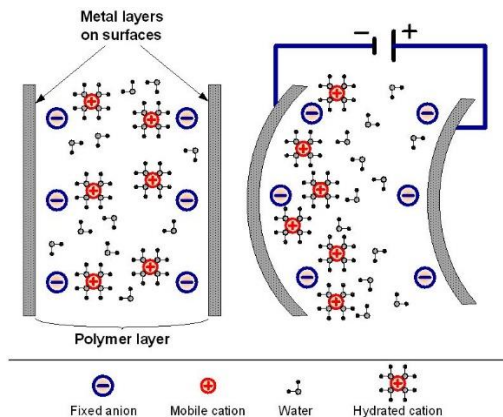 Metal layers
on surfaces
Polymer layer
− +
Fixed anion
Mobile cation
Water
Hydrated cation